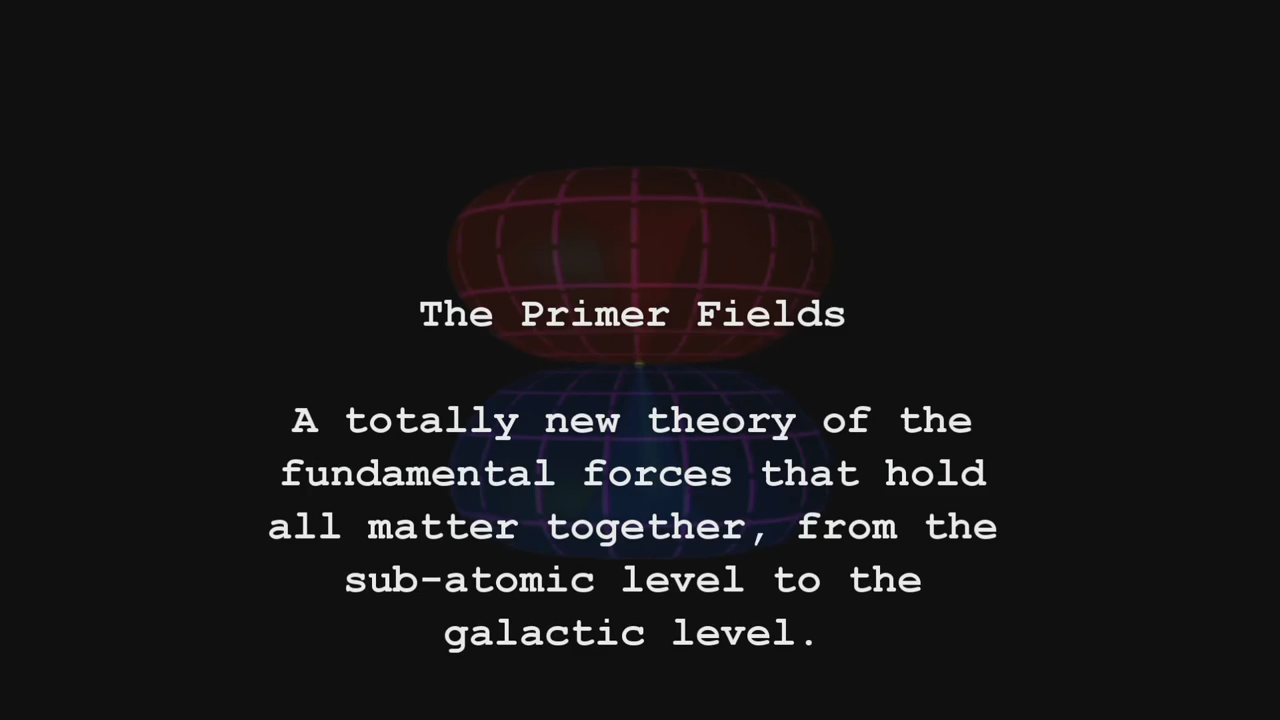 The Primer Fields
A totally new theory of the
fundamental forces that hold
all matter together, from the
sub-atomic level to the
galactic level.